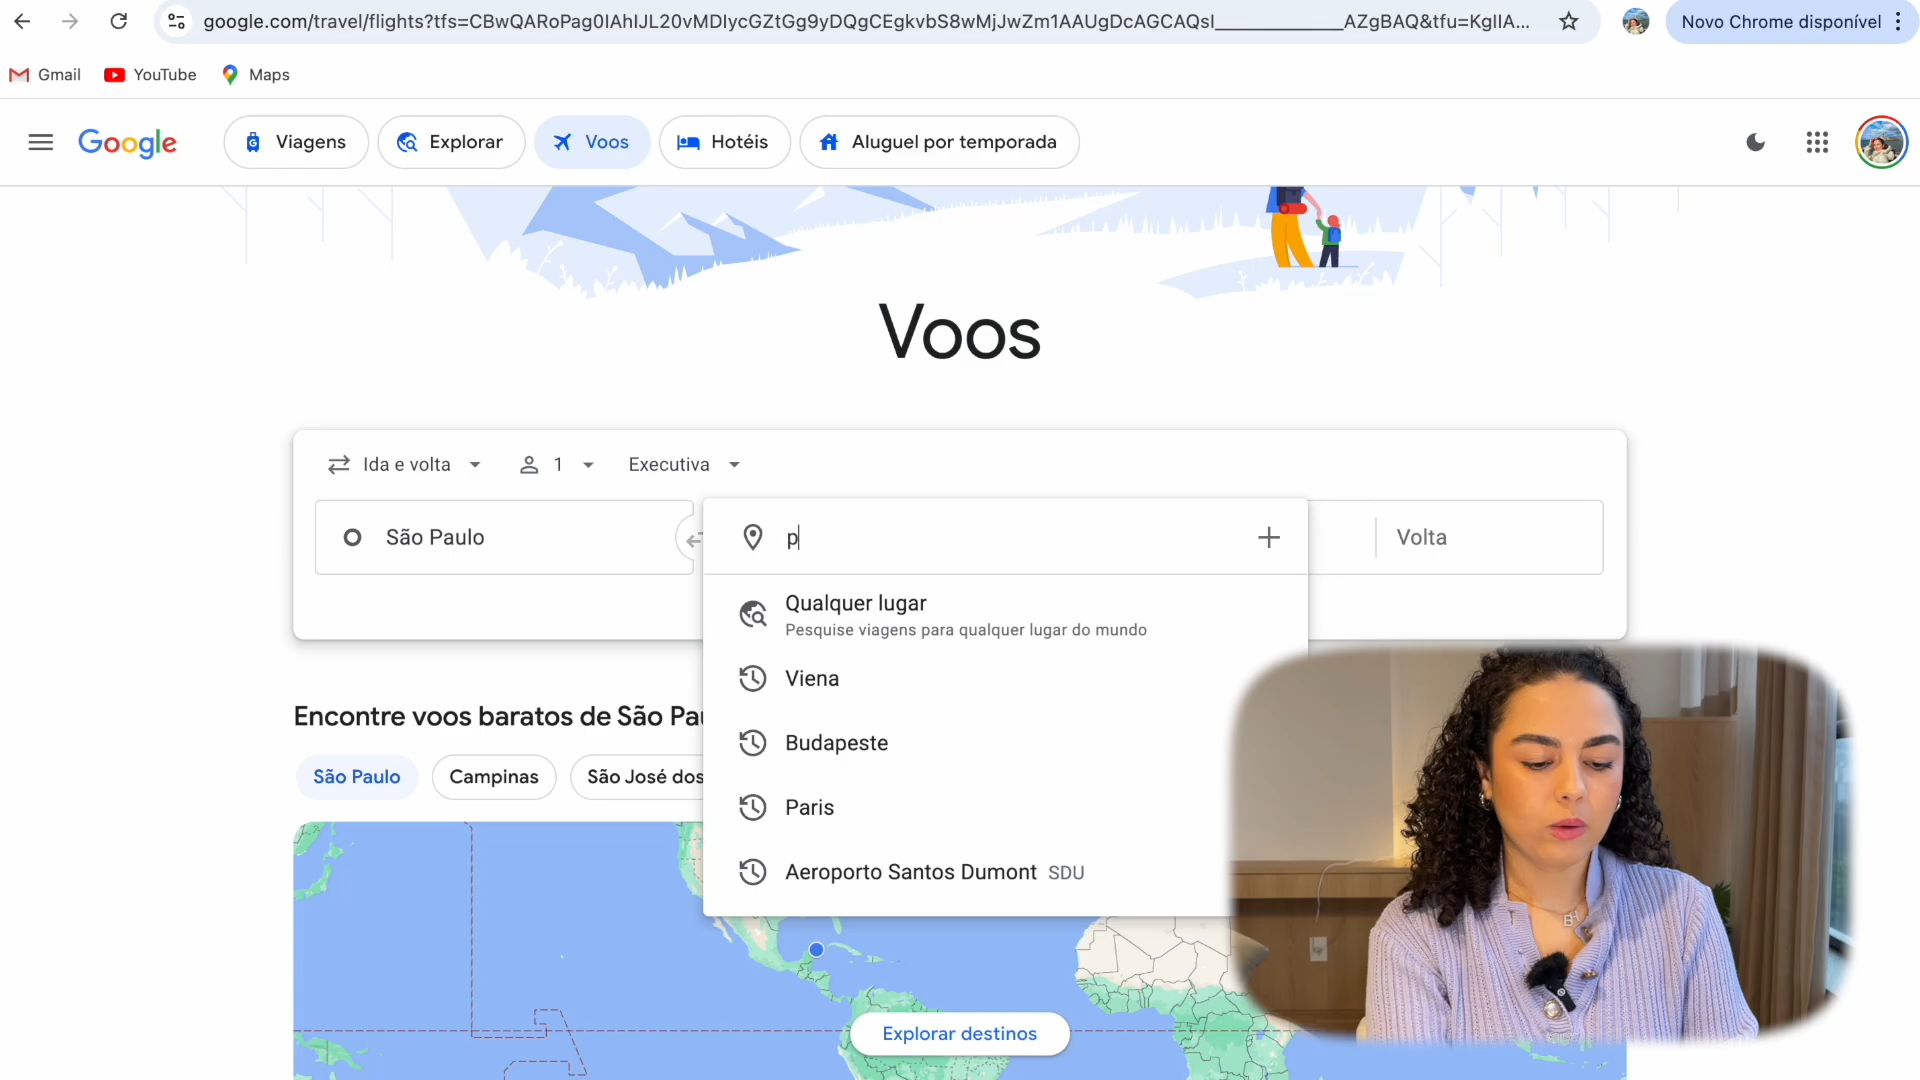 google.com/travel/flights?tfs=CBwQARoPag0IAhIJL20vMDIycGZtGg9yDQgCEgkvbS8wMjJwZm1AAUgDcAGCAQsI____________AZgBAQ&tfu=KglIA...
Novo Chrome disponível
Gmail
YouTube
Maps
Google
Viagens
Explorar
Voos
Hotéis
Aluguel por temporada
Voos
Ida e volta
1
Executiva
São Paulo
p
Volta
Qualquer lugar
Pesquise viagens para qualquer lugar do mundo
Viena
Budapeste
Paris
Aeroporto Santos Dumont SDU
Encontre voos baratos de São Pau
São Paulo
Campinas
São José dos
Explorar destinos